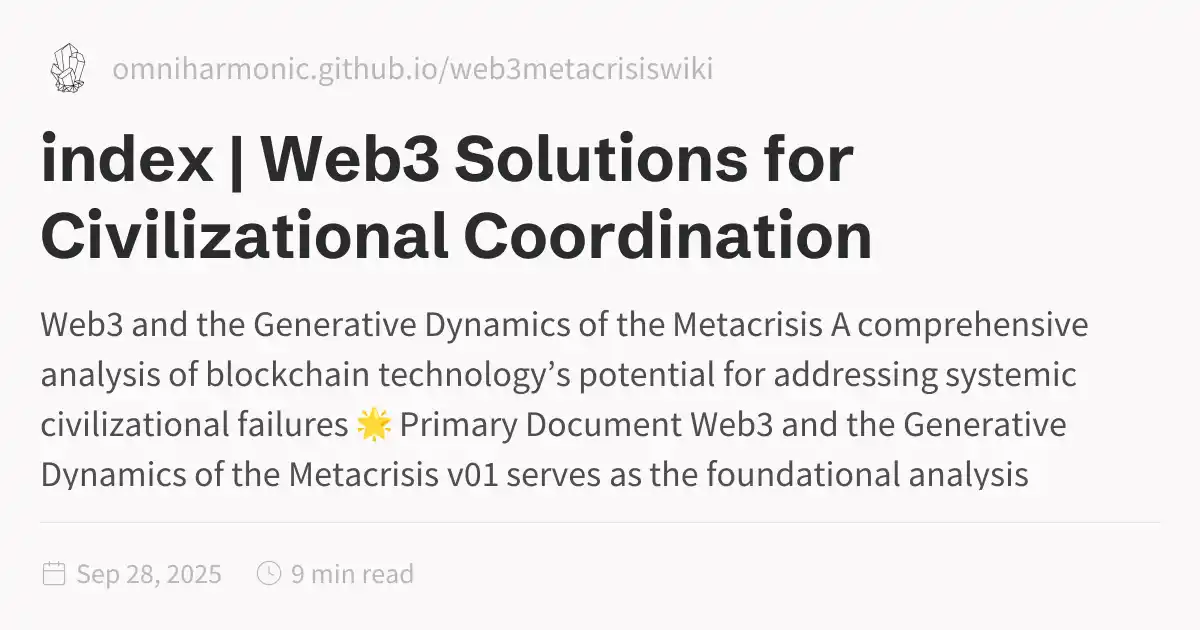 omniharmonic.github.io/web3metacrisiswiki
index | Web3 Solutions for
Civilizational Coordination
Web3 and the Generative Dynamics of the Metacrisis A comprehensive
analysis of blockchain technology’s potential for addressing systemic
civilizational failures 🌟 Primary Document Web3 and the Generative
Dynamics of the Metacrisis v01 serves as the foundational analysis
Sep 28, 2025 9 min read